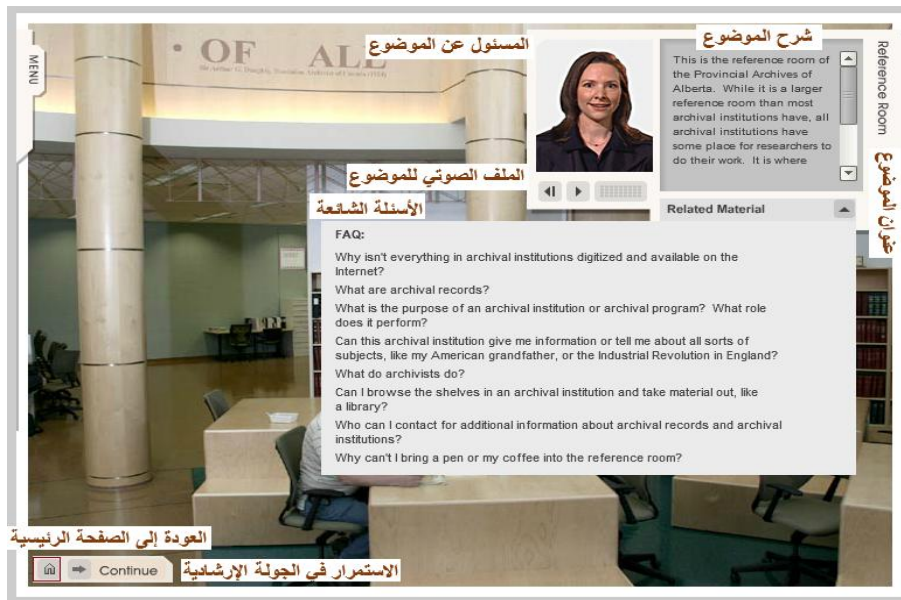 MENU
• OF ALL
المسئول عن الموضوع
شرح الموضوع
This is the reference room of
the Provincial Archives of
Alberta. While it is a larger
reference room than most
archival institutions have, all
archival institutions have
some place for researchers to
do their work. It is where
Reference Room
عنوان الموضوع
الملف الصوتي للموضوع
الأسئلة الشائعة
Related Material
FAQ:
Why isn't everything in archival institutions digitized and available on the
Internet?
What are archival records?
What is the purpose of an archival institution or archival program? What role
does it perform?
Can this archival institution give me information or tell me about all sorts of
subjects, like my American grandfather, or the Industrial Revolution in England?
What do archivists do?
Can I browse the shelves in an archival institution and take material out, like
a library?
Who can I contact for additional information about archival records and archival
institutions?
Why can't I bring a pen or my coffee into the reference room?
العودة إلى الصفحة الرئيسية
Continue
الاستمرار في الجولة الإرشادية